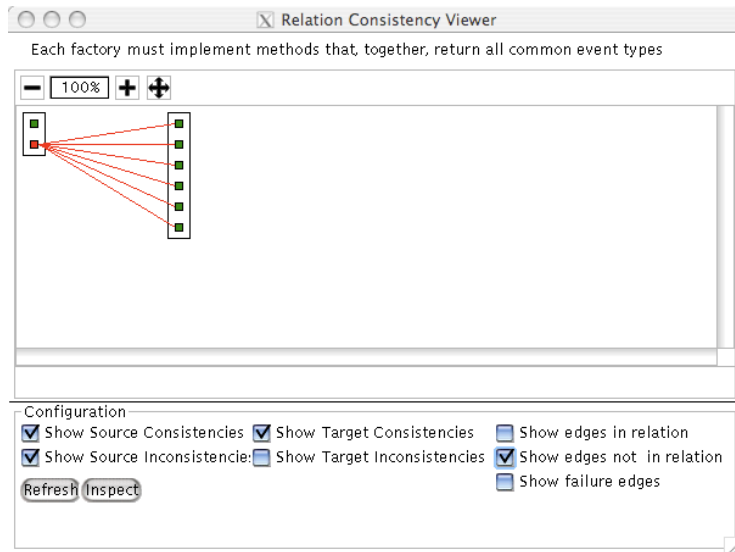 Relation Consistency Viewer
Each factory must implement methods that, together, return all common event types
100%
Configuration
Show Source Consistencies Show Target Consistencies Show edges in relation
Show Source Inconsistencie: Show Target Inconsistencies Show edges not in relation
Show failure edges
Refresh Inspect